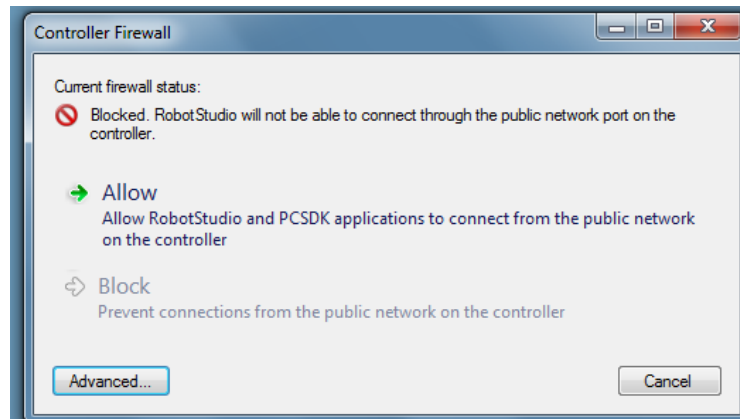 Controller Firewall
Current firewall status:
Blocked. RobotStudio will not be able to connect through the public network port on the
controller.
Allow
Allow RobotStudio and PCSDK applications to connect from the public network
on the controller
Block
Prevent connections from the public network on the controller
Advanced...
Cancel